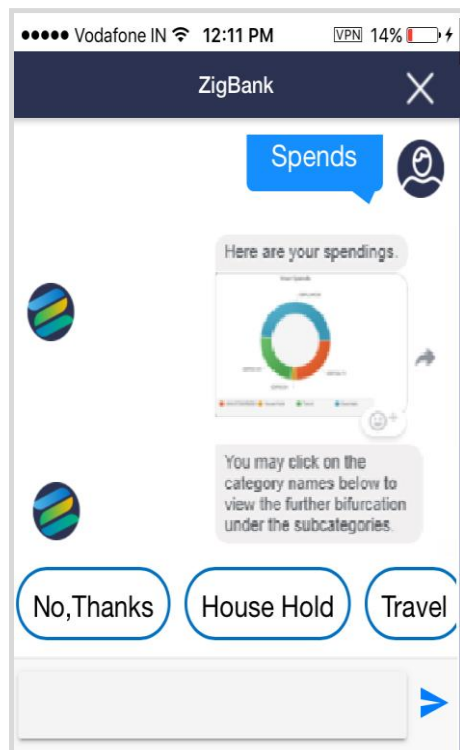 Vodafone IN 12:11 PM VPN 14%
ZigBank
Spends
Here are your spendings.
Your Spends
You may click on the
category names below to
view the further bifurcation
under the subcategories.
No,Thanks House Hold Travel